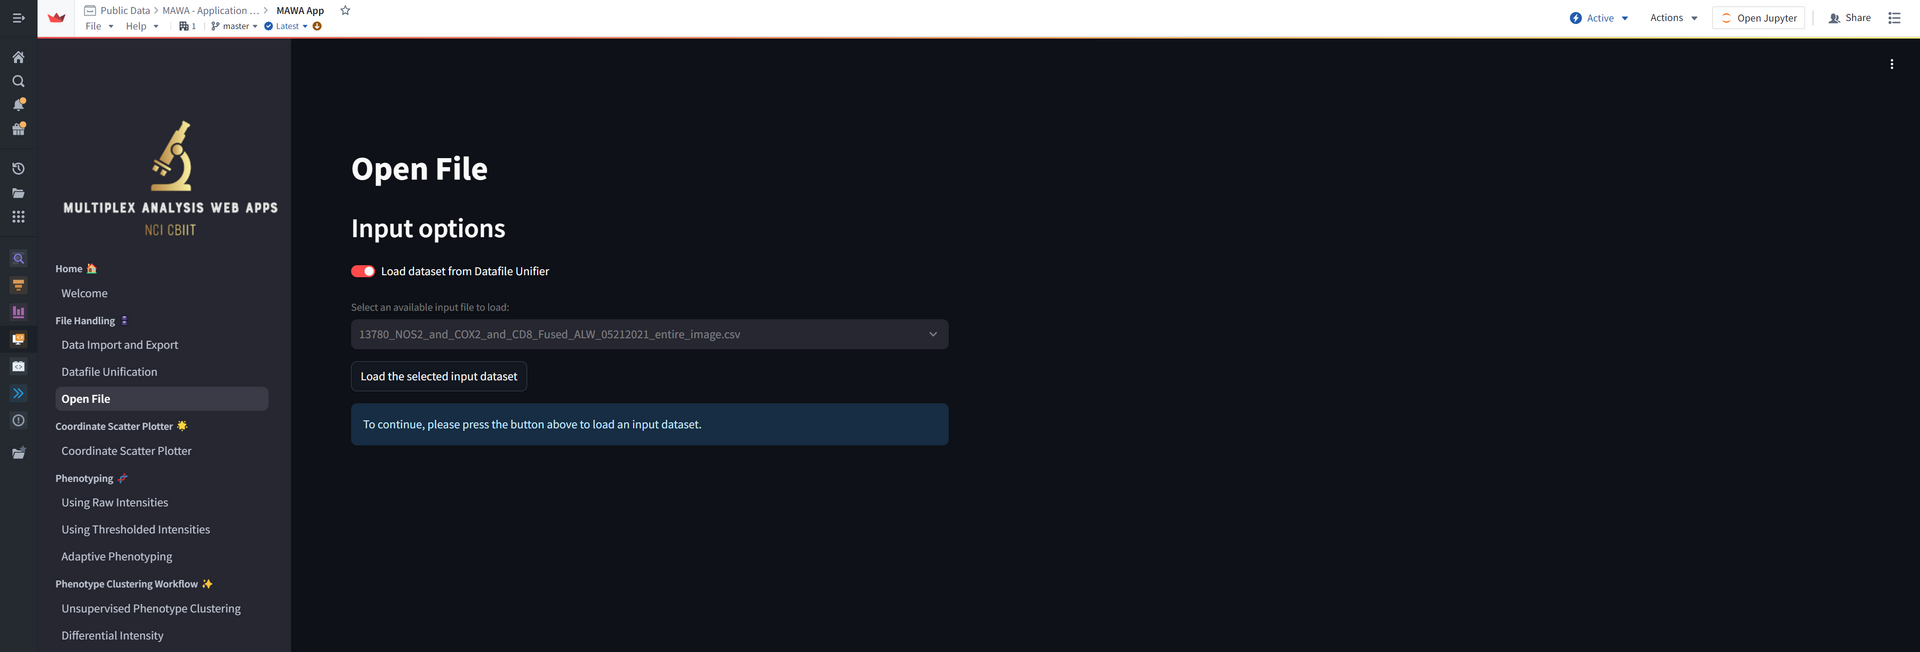 Public Data > MAWA - Application ... > MAWA App
File Help 1 master Latest
Active
Actions
Open Jupyter
Share
MULTIPLEX ANALYSIS WEB APPS
NCI CBIIT
Home
Welcome
File Handling
Data Import and Export
Datafile Unification
Open File
Coordinate Scatter Plotter
Coordinate Scatter Plotter
Phenotyping
Using Raw Intensities
Using Thresholded Intensities
Adaptive Phenotyping
Phenotype Clustering Workflow
Unsupervised Phenotype Clustering
Differential Intensity
Open File
Input options
Load dataset from Datafile Unifier
Select an available input file to load:
13780_NOS2_and_COX2_and_CD8_Fused_ALW_05212021_entire_image.csv
Load the selected input dataset
To continue, please press the button above to load an input dataset.